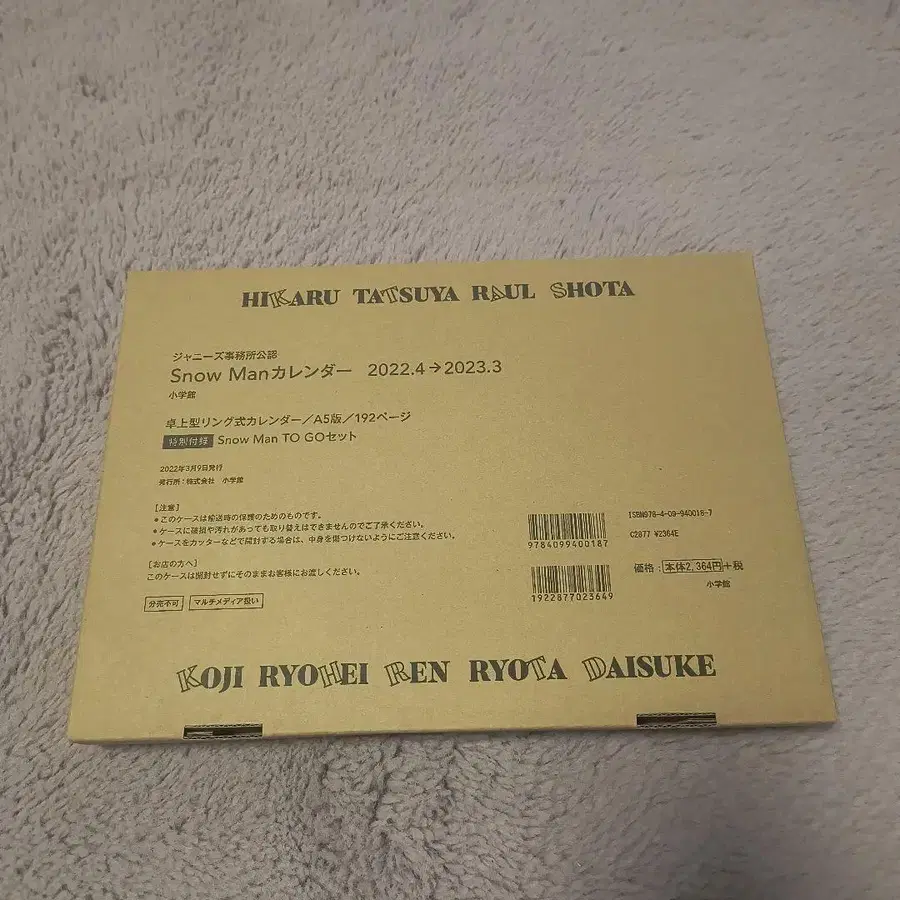 HIKARU TATSUYA RAUL SHOTA
ジャニーズ事務所公認
Snow Manカレンダー 2022.4→2023.3
小学館
卓上型リング式カレンダー/A5版/192ページ
特別付録 Snow Man TO GOセット
2022年3月9日発行
発行所:株式会社 小学館
[注意]
●このケースは輸送時の保護のためのものです。
●ケースに破損や汚れがあっても取り替えはできませんのでご了承ください。
●ケースをカッターなどで開封する場合は、中身を傷つけないようにご注意ください。
[お店の方へ]
このケースは開封せずにそのままお客様にお渡しください。
分売不可 マルチメディア扱い
9784099400187
1922877023649
ISBN978-4-09-940018-7
C2877 ¥2364E
価格:本体2,364円+税
小学館
KOJI RYOHEI REN RYOTA DAISUKE